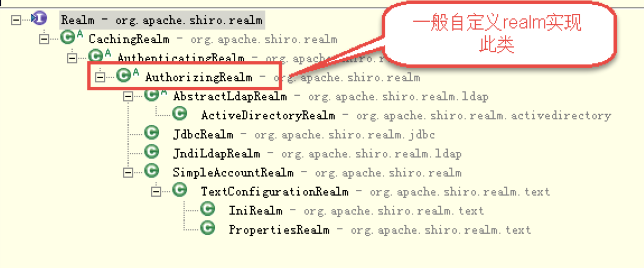 Realm - org.apache.shiro.realm
CachingRealm - org.apache.shiro.realm
AuthenticatingRealm - org.apache.shiro.realm
AuthorizingRealm - org.apache.shiro.realm
AbstractLdapRealm - org.apache.shiro.realm.ldap
ActiveDirectoryRealm - org.apache.shiro.realm.activedirectory
JdbcRealm - org.apache.shiro.realm.jdbc
JndiLdapRealm - org.apache.shiro.realm.ldap
SimpleAccountRealm - org.apache.shiro.realm
TextConfigurationRealm - org.apache.shiro.realm.text
IniRealm - org.apache.shiro.realm.text
PropertiesRealm - org.apache.shiro.realm.text
一般自定义realm实现
此类